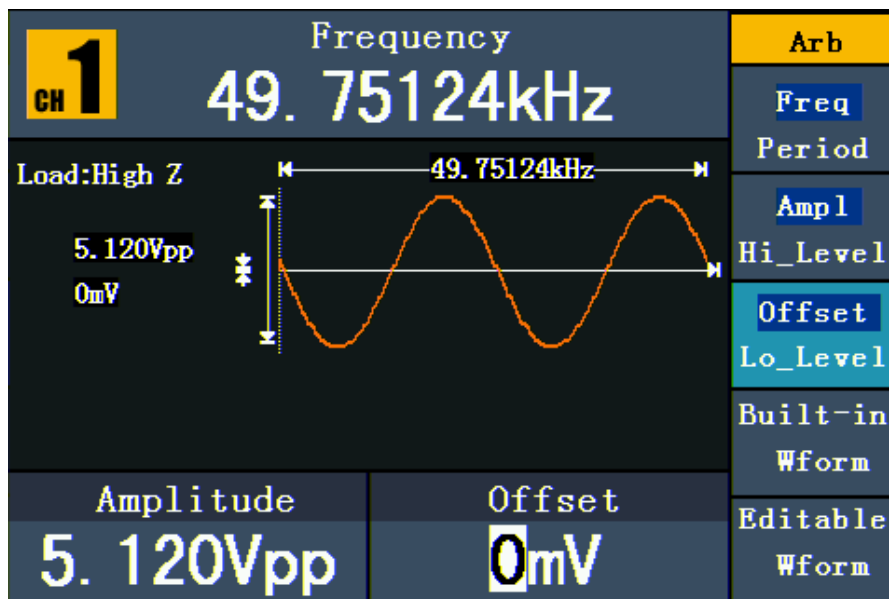 CH 1
Frequency
49.75124kHz
Arb
Freq
Period
Load:High Z
49.75124kHz
5.120Vpp
0mV
Ampl
Hi_Level
Offset
Lo_Level
Built-in
Wform
Editable
Wform
Amplitude
5.120Vpp
Offset
0mV